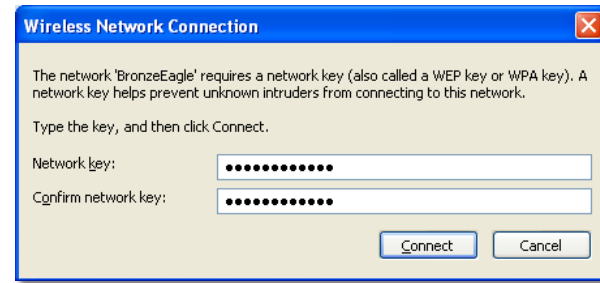 Wireless Network Connection
The network 'BronzeEagle' requires a network key (also called a WEP key or WPA key). A
network key helps prevent unknown intruders from connecting to this network.
Type the key, and then click Connect.
Network key:
••••••••••••
Confirm network key:
••••••••••••
Connect
Cancel